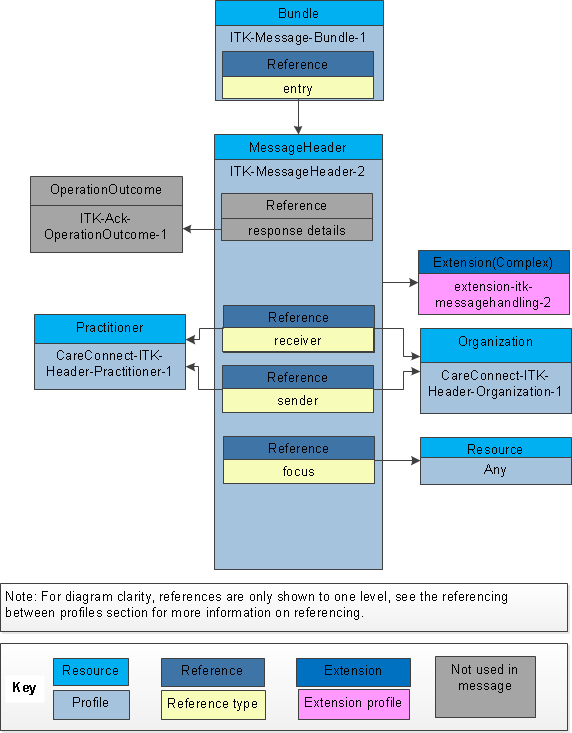 Bundle
ITK-Message-Bundle-1
Reference
entry
MessageHeader
ITK-MessageHeader-2
OperationOutcome
ITK-Ack-
OperationOutcome-1
Reference
response details
Extension(Complex)
extension-itk-
messagehandling-2
Practitioner
CareConnect-ITK-
Header-Practitioner-1
Reference
receiver
Organization
CareConnect-ITK-
Header-Organization-1
Reference
sender
Reference
focus
Resource
Any
Note: For diagram clarity, references are only shown to one level, see the referencing
between profiles section for more information on referencing.
Key
Resource
Profile
Reference
Reference type
Extension
Extension profile
Not used in
message